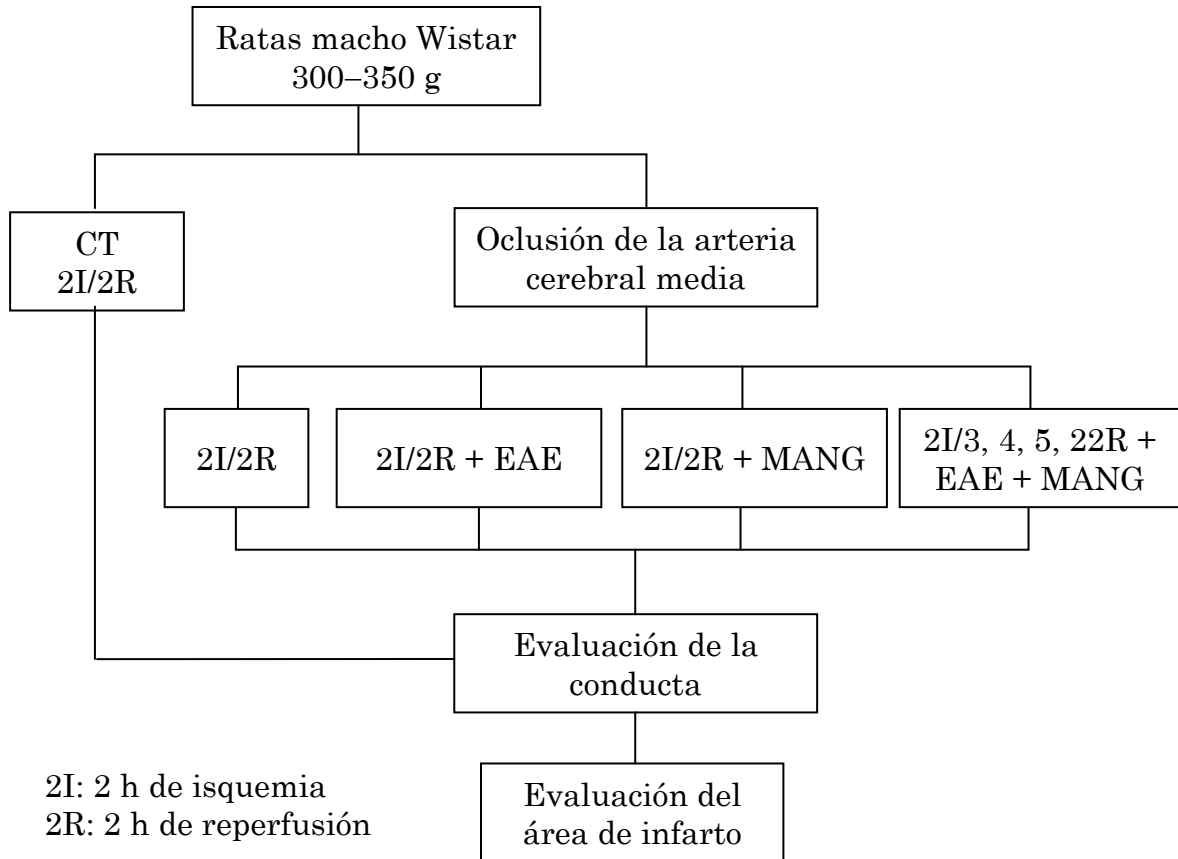 Ratas macho Wistar
300–350 g
CT
2I/2R
Oclusión de la arteria
cerebral media
2I/2R
2I/2R + EAE
2I/2R + MANG
2I/3, 4, 5, 22R +
EAE + MANG
Evaluación de la
conducta
2I: 2 h de isquemia
2R: 2 h de reperfusión
Evaluación del
área de infarto